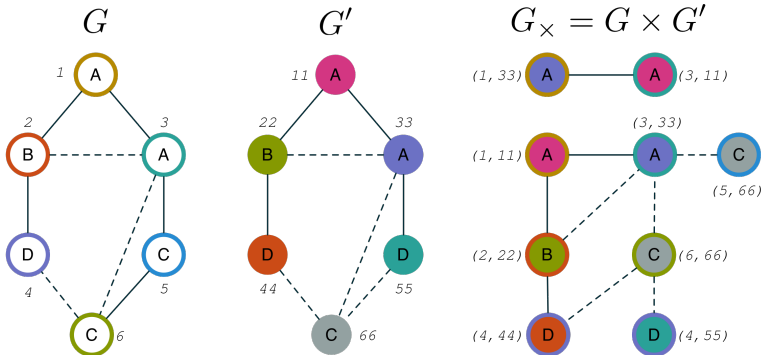 G
G′
G× = G × G′
1
A
11
A
(1,33)
A
A
(3,11)
2
3
22
33
(3,33)
B
A
B
A
(1,11)
A
A
C
(5,66)
D
C
D
D
(2,22)
B
C
(6,66)
4
5
44
55
C
6
C
66
(4,44)
D
D
(4,55)